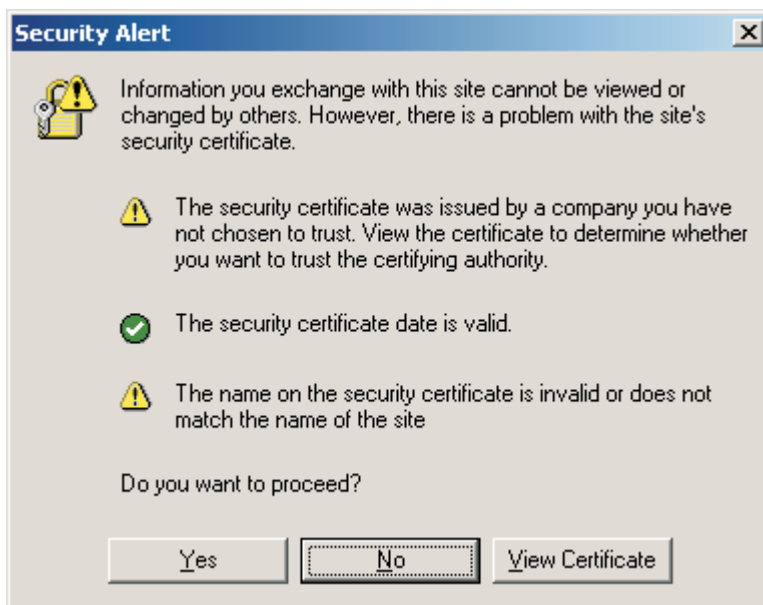 Security Alert
Information you exchange with this site cannot be viewed or
changed by others. However, there is a problem with the site's
security certificate.
The security certificate was issued by a company you have
not chosen to trust. View the certificate to determine whether
you want to trust the certifying authority.
The security certificate date is valid.
The name on the security certificate is invalid or does not
match the name of the site
Do you want to proceed?
Yes No View Certificate